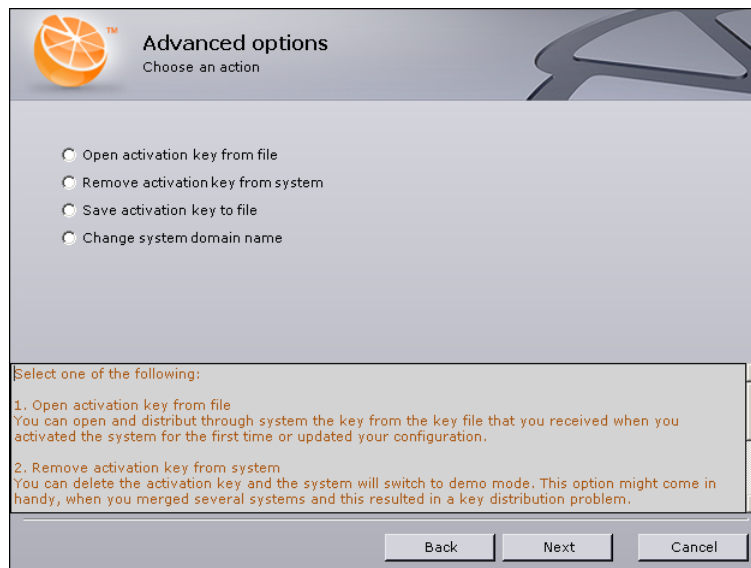 TM
Advanced options
Choose an action
Open activation key from file
Remove activation key from system
Save activation key to file
Change system domain name
Select one of the following:
1. Open activation key from file
You can open and distribut through system the key from the key file that you received when you
activated the system for the first time or updated your configuration.
2. Remove activation key from system
You can delete the activation key and the system will switch to demo mode. This option might come in
handy, when you merged several systems and this resulted in a key distribution problem.
Back Next Cancel